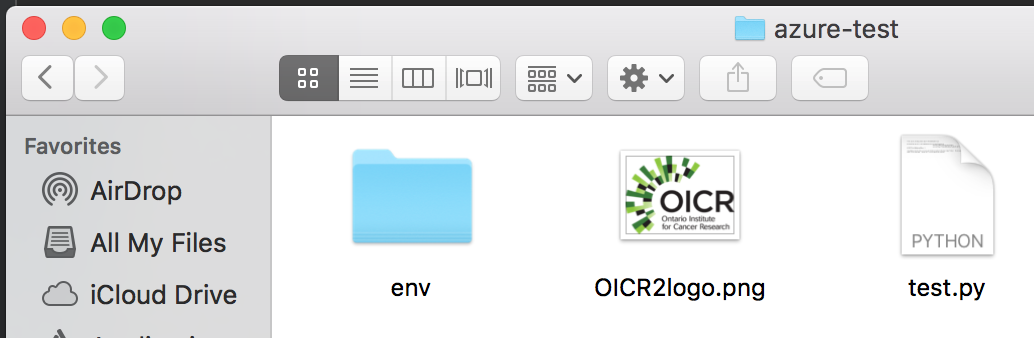 azure-test
Favorites
AirDrop
All My Files
iCloud Drive
OICR
Ontario Institute
for Cancer Research
PYTHON
env
OICR2logo.png
test.py